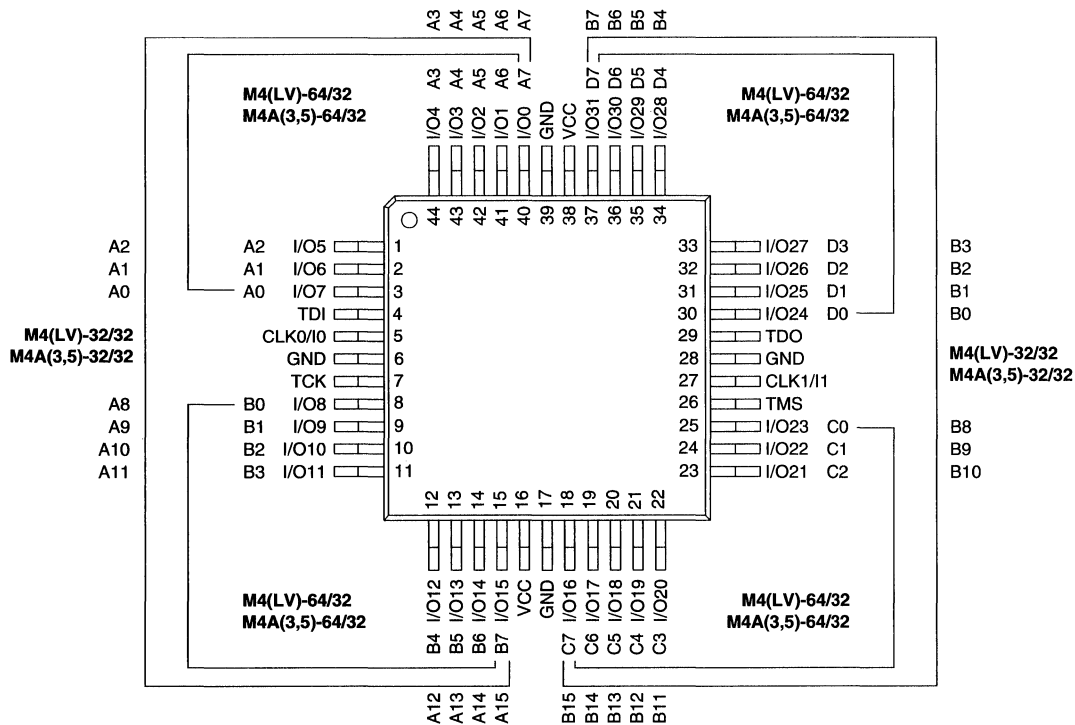 A3 A4 A5 A6 A7 B7 B6 B5 B4
A3 A4 A5 A6 A7 D7 D6 D5 D4
M4(LV)-64/32
M4A(3,5)-64/32
M4(LV)-64/32
M4A(3,5)-64/32
I/O4 I/O3 I/O2 I/O1 I/O0 GND VCC I/O31 I/O30 I/O29 I/O28
44 43 42 41 40 39 38 37 36 35 34
A2 A2 I/O5 1 33 I/O27 D3 B3
A1 A1 I/O6 2 32 I/O26 D2 B2
A0 A0 I/O7 3 31 I/O25 D1 B1
TDI 4 30 I/O24 D0 B0
CLK0/I0 5 29 TDO
M4(LV)-32/32
M4A(3,5)-32/32
GND 6 28 GND
M4(LV)-32/32
M4A(3,5)-32/32
TCK 7 27 CLK1/I1
A8 B0 I/O8 8 26 TMS
A9 B1 I/O9 9 25 I/O23 C0 B8
A10 B2 I/O10 10 24 I/O22 C1 B9
A11 B3 I/O11 11 23 I/O21 C2 B10
12 13 14 15 16 17 18 19 20 21 22
I/O12 I/O13 I/O14 I/O15 VCC GND I/O16 I/O17 I/O18 I/O19 I/O20
M4(LV)-64/32
M4A(3,5)-64/32
M4(LV)-64/32
M4A(3,5)-64/32
B4 B5 B6 B7 C7 C6 C5 C4 C3
A12 A13 A14 A15 B15 B14 B13 B12 B11